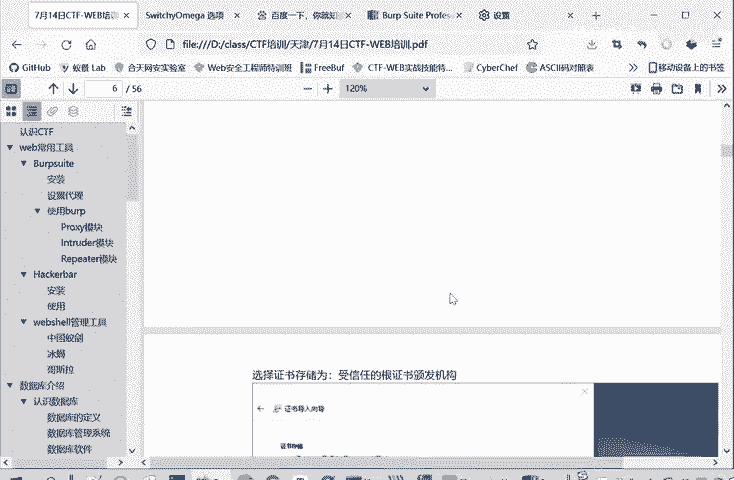 7月14日CTF-WEB培训
SwitchyOmega 选项
百度一下，你就知
Burp Suite Profes
设置
file:///D:/class/CTF培训/天津/7月14日CTF-WEB培训.pdf
GitHub
蚁景 Lab
合天网安实验室
Web安全工程师特训班
FreeBuf
CTF-WEB实战技能特...
CyberChef
ASCII码对照表
移动设备上的书签
6 / 56
120%
认识CTF
web常用工具
Burpsuite
安装
设置代理
使用burp
Proxy模块
Intruder模块
Repeater模块
Hackerbar
安装
使用
webshell管理工具
中国蚁剑
冰蝎
哥斯拉
数据库介绍
认识数据库
数据库的定义
数据库管理系统
数据库软件
选择证书存储为：受信任的根证书颁发机构
证书导入向导
证书存储